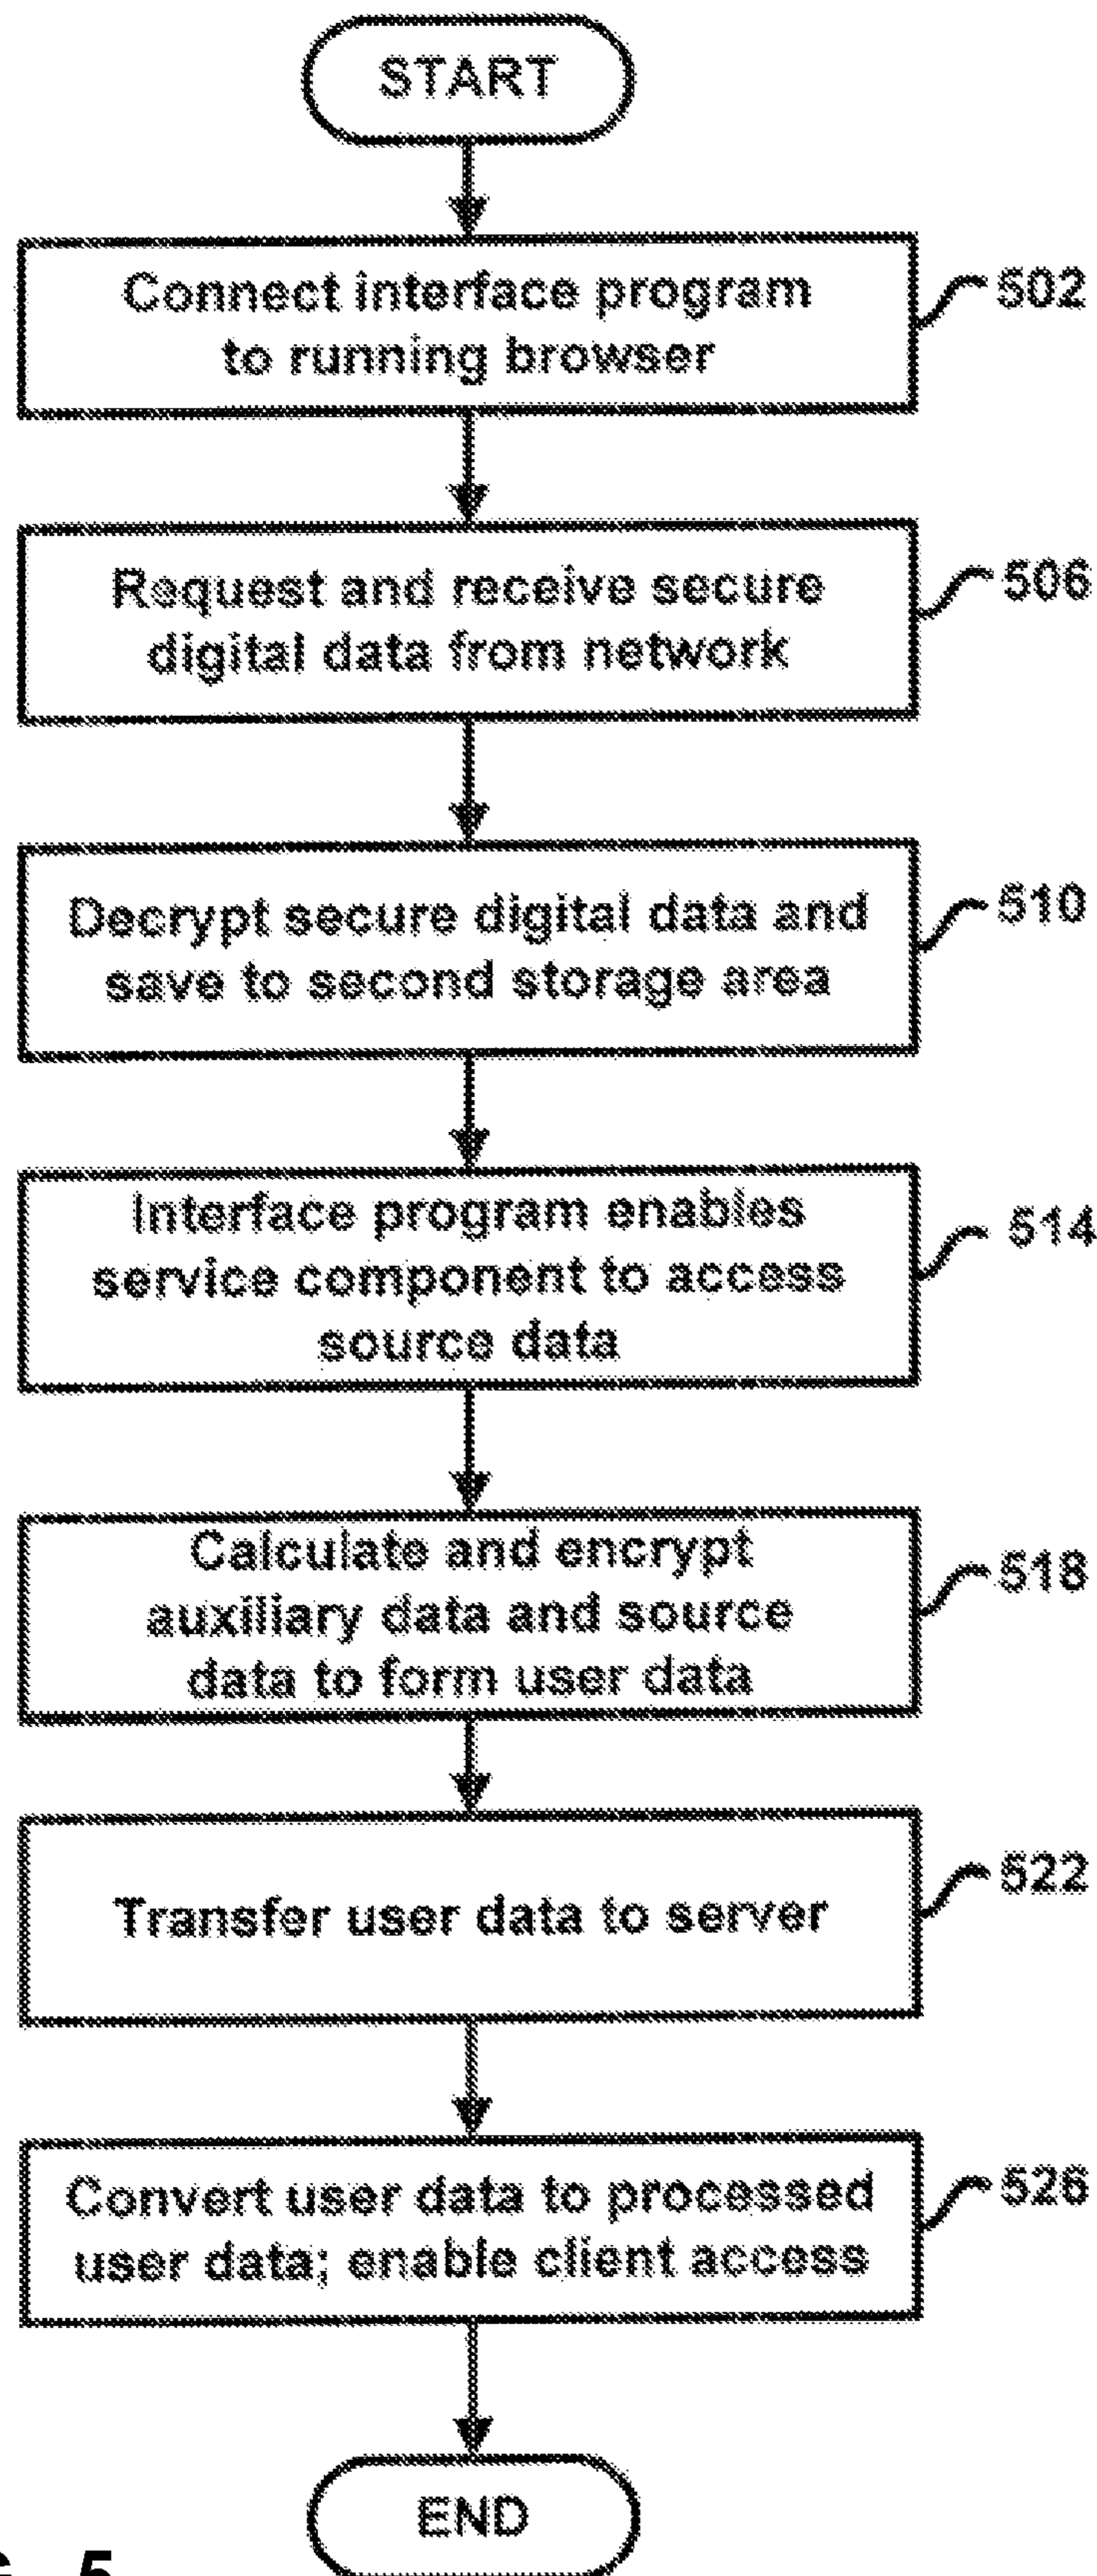 START
Connect interface program
to running browser
502
Request and receive secure
digital data from network
506
Decrypt secure digital data and
save to second storage area
510
Interface program enables
service component to access
source data
514
Calculate and encrypt
auxiliary data and source
data to form user data
518
Transfer user data to server
522
Convert user data to processed
user data; enable client access
526
END
5